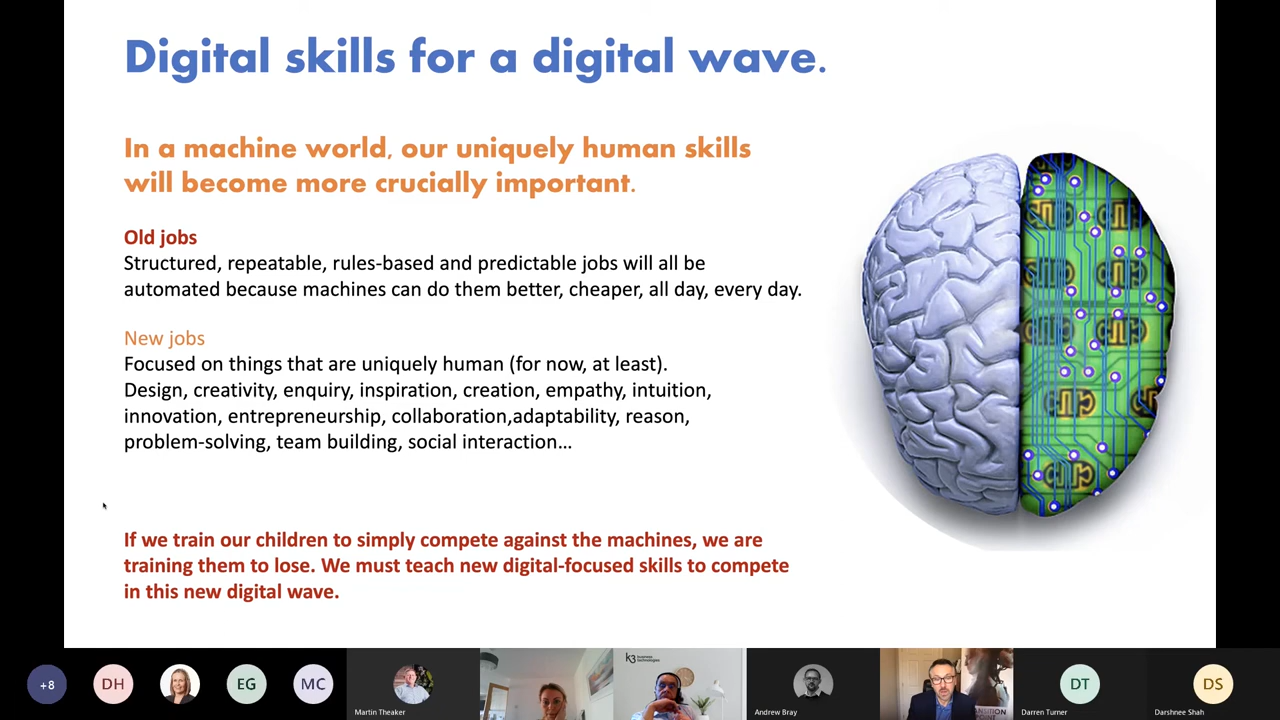 Digital skills for a digital wave.
In a machine world, our uniquely human skills
will become more crucially important.
Old jobs
Structured, repeatable, rules-based and predictable jobs will all be
automated because machines can do them better, cheaper, all day, every day.
New jobs
Focused on things that are uniquely human (for now, at least).
Design, creativity, enquiry, inspiration, creation, empathy, intuition,
innovation, entrepreneurship, collaboration,adaptability, reason,
problem-solving, team building, social interaction...
If we train our children to simply compete against the machines, we are
training them to lose. We must teach new digital-focused skills to compete
in this new digital wave.
+8
DH
EG
MC
Martin Theaker
k3 business technologies
Andrew Bray
DT
Darren Turner
DS
Darshnee Shah